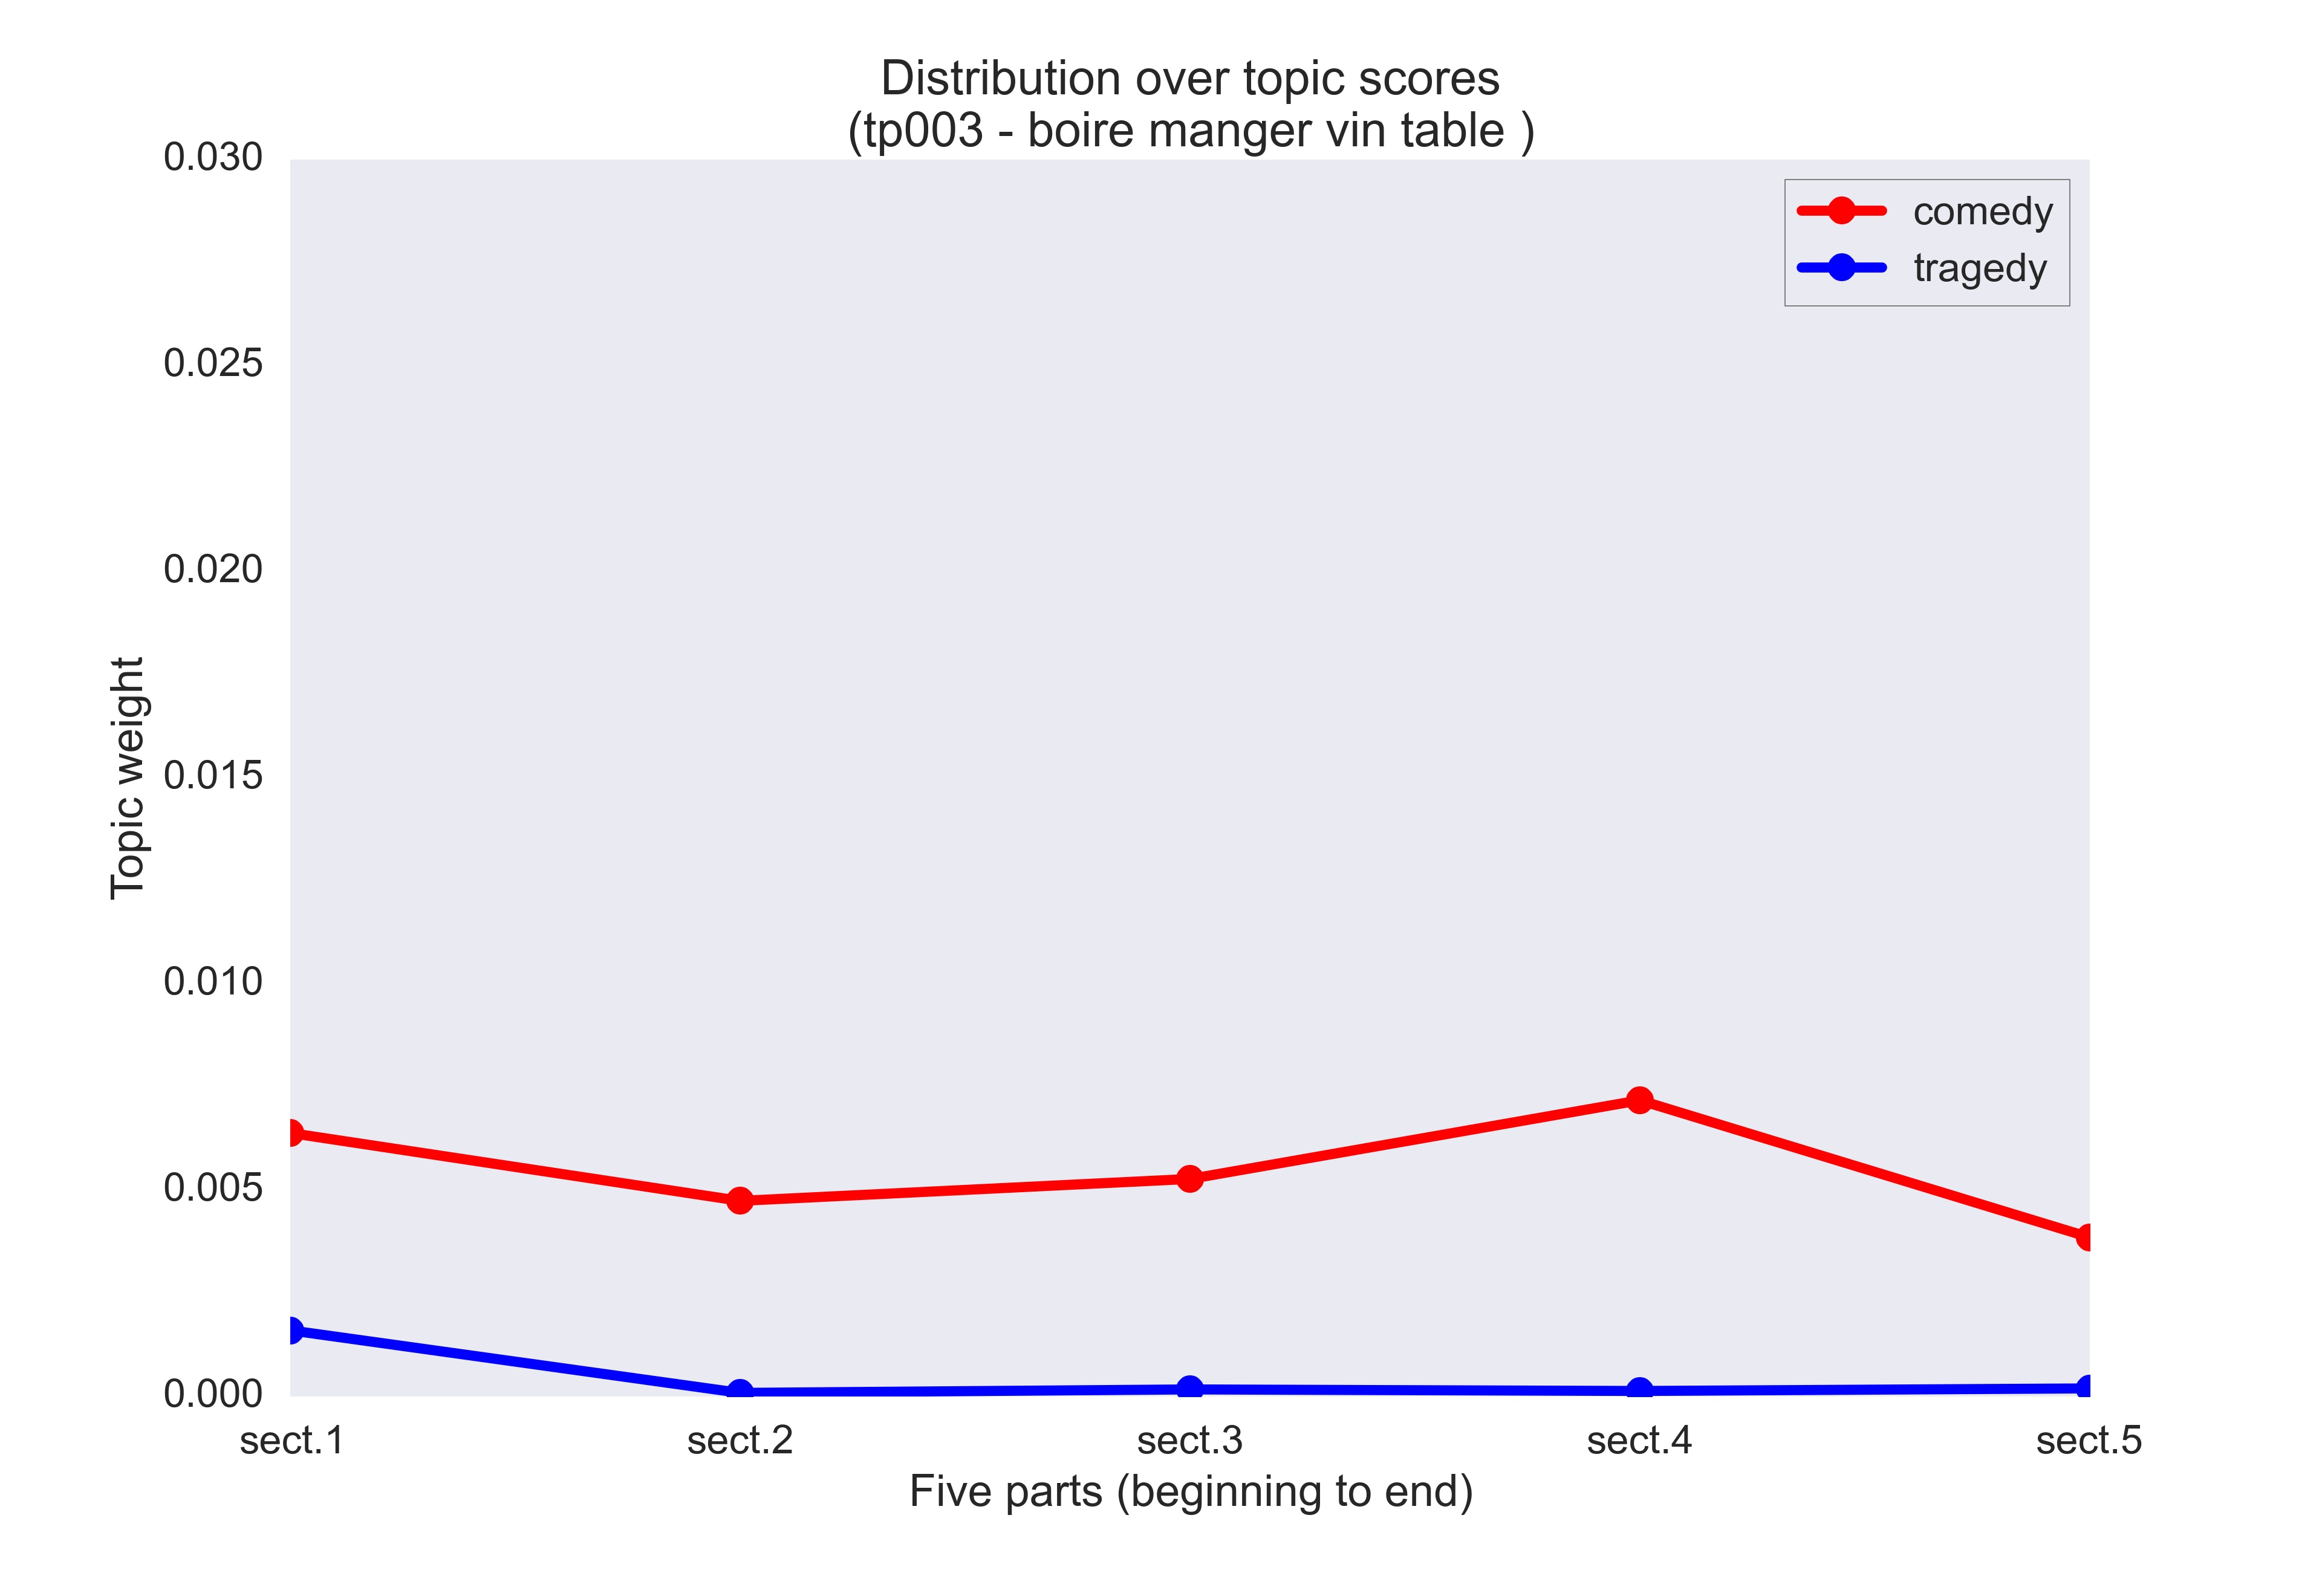 Distribution over topic scores
(tp003 - boire manger vin table )
0.030
0.025
0.020
0.015
0.010
0.005
0.000
Topic weight
comedy
tragedy
sect.1
sect.2
sect.3
sect.4
sect.5
Five parts (beginning to end)